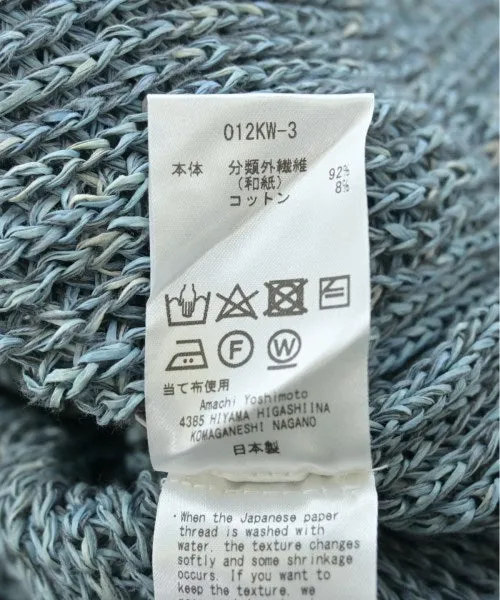 012KW-3
本体 分類外繊維 92%
(和紙) 8%
コットン
F W
当て布使用
Amachi Yoshimoto
4385 HIYAMA HIGASHIINA
KOMAGANESHI NAGANO
日本製
・When the Japanese paper
thread is washed with
water, the texture changes
softly and some shrinkage
occurs. If you want to
keep the texture, we